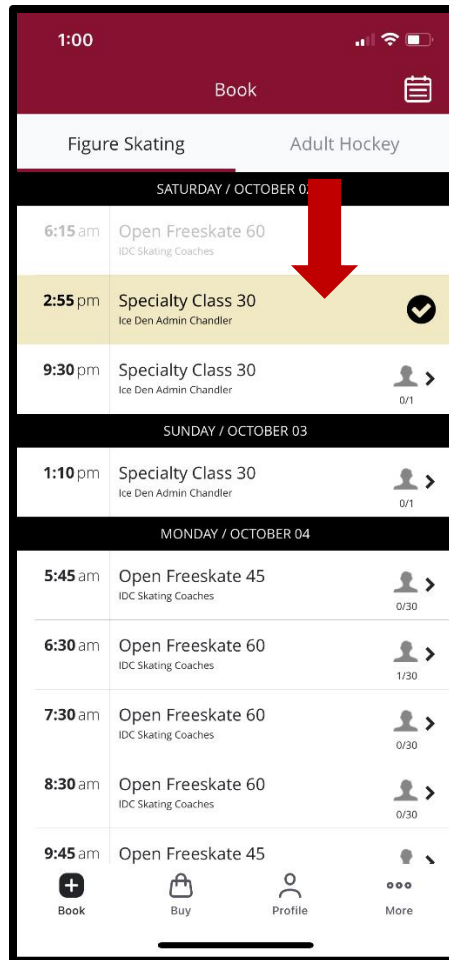 1:00
Book
Figure Skating
Adult Hockey
SATURDAY / OCTOBER
6:15 am Open Freeskate 60
IDC Skating Coaches
2:55 pm Specialty Class 30
Ice Den Admin Chandler
9:30 pm Specialty Class 30
Ice Den Admin Chandler
0/1
SUNDAY / OCTOBER 03
1:10 pm Specialty Class 30
Ice Den Admin Chandler
0/1
MONDAY / OCTOBER 04
5:45 am Open Freeskate 45
IDC Skating Coaches
0/30
6:30 am Open Freeskate 60
IDC Skating Coaches
1/30
7:30 am Open Freeskate 60
IDC Skating Coaches
0/30
8:30 am Open Freeskate 60
IDC Skating Coaches
0/30
9:45 am Open Freeskate 45
Book
Buy
Profile
More